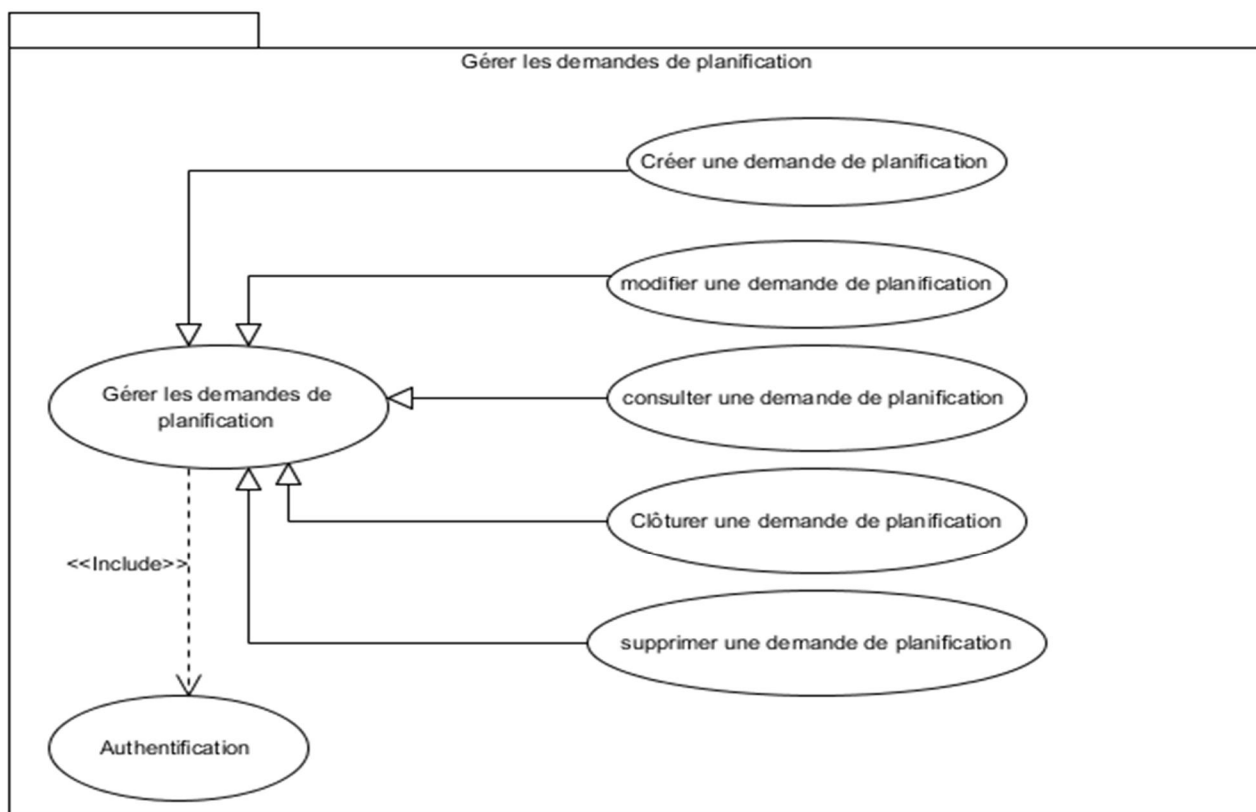 Gérer les demandes de planification
Créer une demande de planification
modifier une demande de planification
Gérer les demandes de
planification
consulter une demande de planification
Clôturer une demande de planification
<<Include>>
supprimer une demande de planification
Authentification